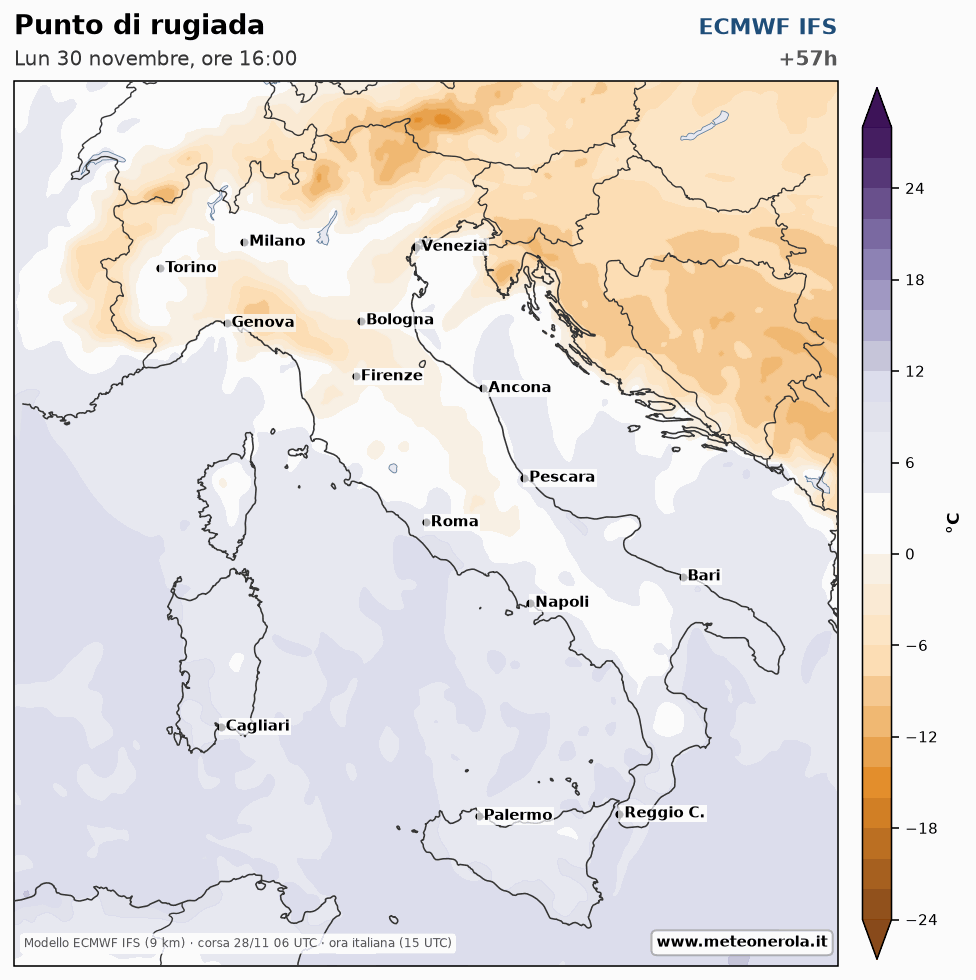 Punto di rugiada
ECMWF IFS
Lun 30 novembre, ore 16:00
+57h
Milano
Venezia
Torino
Genova
Bologna
Firenze
Ancona
Pescara
Roma
Bari
Napoli
Cagliari
Palermo
Reggio C.
24
18
12
6
0
−6
−12
−18
−24
°C
Modello ECMWF IFS (9 km) · corsa 28/11 06 UTC · ora italiana (15 UTC)
www.meteonerola.it